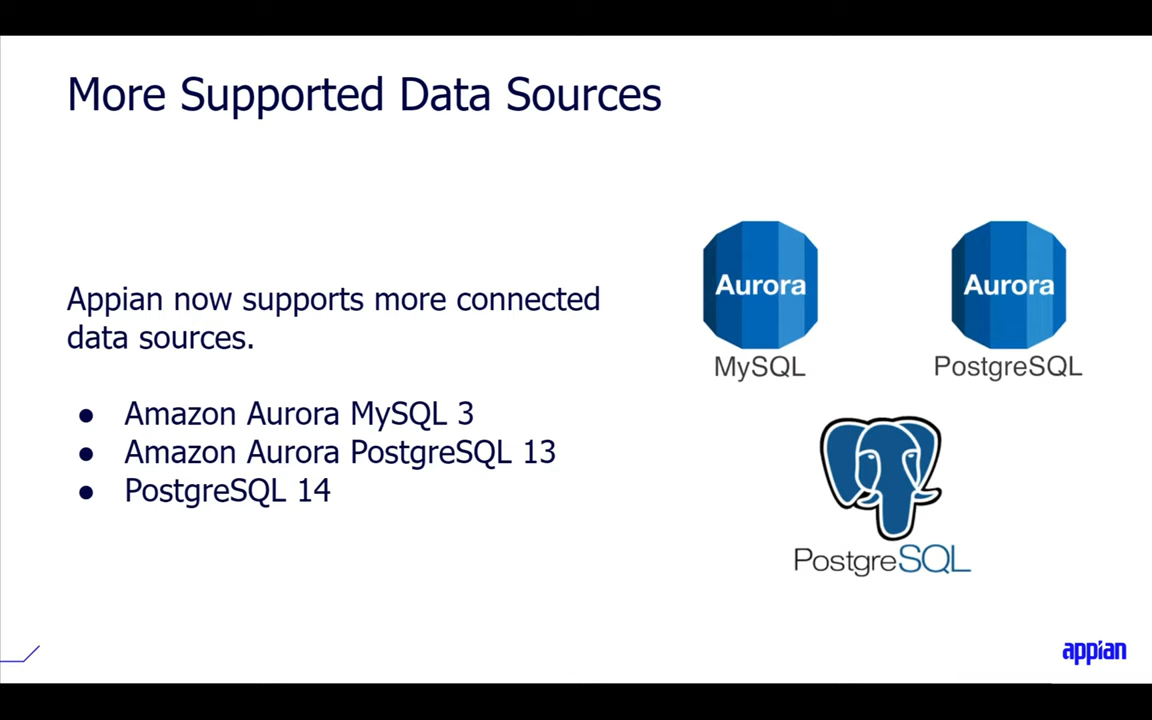 More Supported Data Sources
Appian now supports more connected
data sources.
● Amazon Aurora MySQL 3
● Amazon Aurora PostgreSQL 13
● PostgreSQL 14
Aurora
MySQL
Aurora
PostgreSQL
PostgreSQL
appian